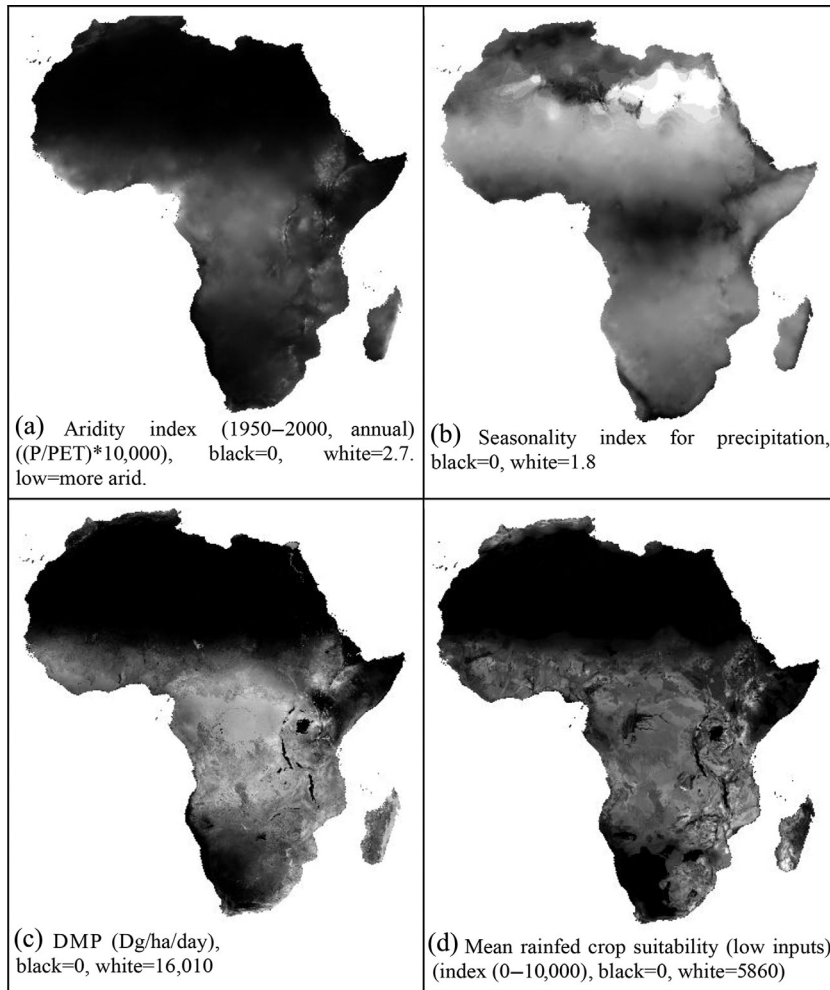 (a) Aridity index (1950–2000, annual)
((P/PET)*10,000), black=0, white=2.7.
low=more arid.
(b) Seasonality index for precipitation,
black=0, white=1.8
(c) DMP (Dg/ha/day),
black=0, white=16,010
(d) Mean rainfed crop suitability (low inputs)
(index (0–10,000), black=0, white=5860)